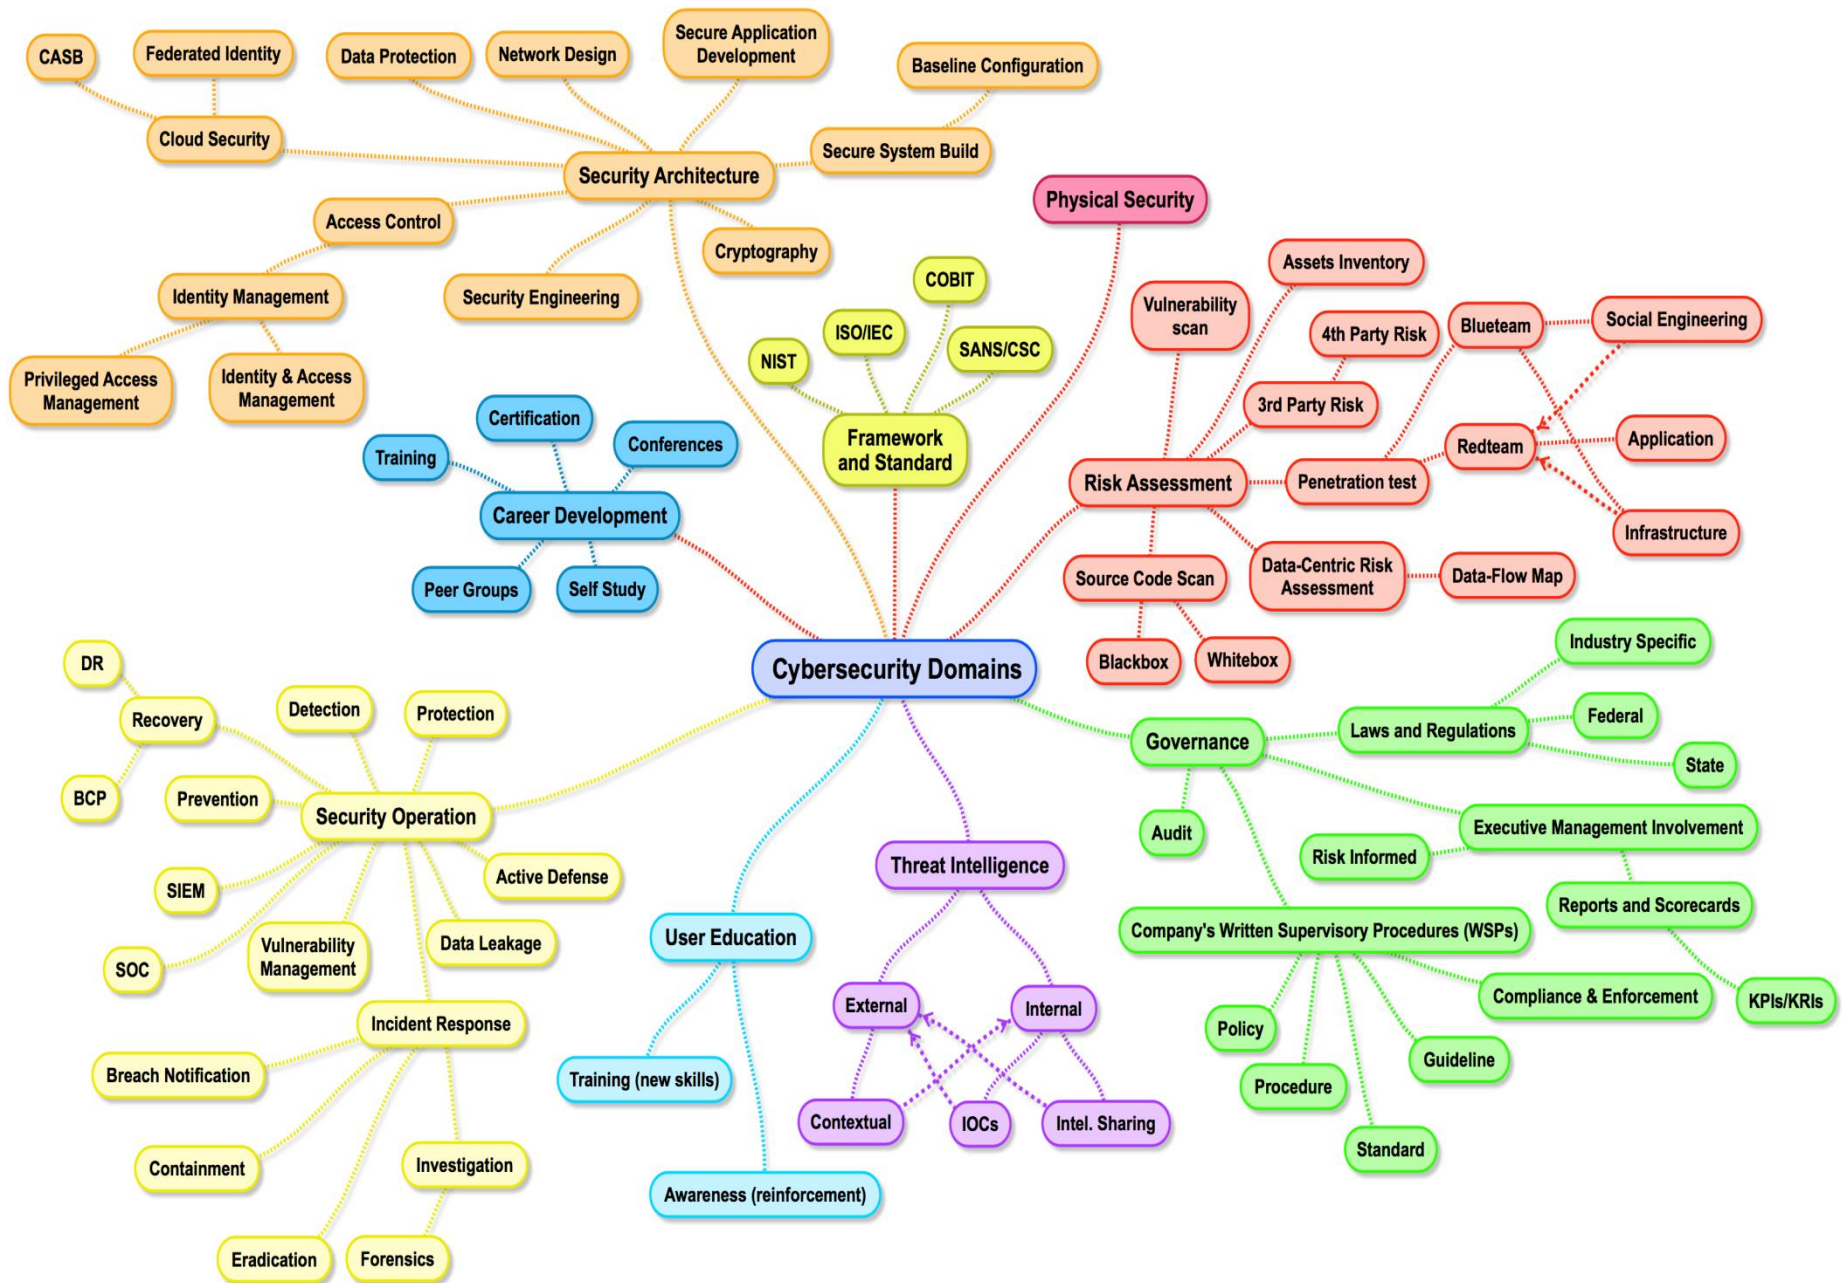 CASB
Federated Identity
Data Protection
Network Design
Secure Application
Development
Baseline Configuration
Cloud Security
Security Architecture
Secure System Build
Access Control
Cryptography
Identity Management
Security Engineering
Privileged Access
Management
Identity & Access
Management
Physical Security
COBIT
ISO/IEC
NIST
SANS/CSC
Framework
and Standard
Certification
Training
Conferences
Career Development
Peer Groups
Self Study
Assets Inventory
Vulnerability
scan
4th Party Risk
Blueteam
Social Engineering
3rd Party Risk
Redteam
Application
Risk Assessment
Penetration test
Infrastructure
Source Code Scan
Data-Centric Risk
Assessment
Data-Flow Map
Blackbox
Whitebox
Cybersecurity Domains
DR
Recovery
Detection
Protection
BCP
Prevention
Security Operation
SIEM
Active Defense
SOC
Vulnerability
Management
Data Leakage
Incident Response
Breach Notification
Containment
Investigation
Eradication
Forensics
User Education
Training (new skills)
Awareness (reinforcement)
Threat Intelligence
External
Internal
Contextual
IOCs
Intel. Sharing
Industry Specific
Federal
Laws and Regulations
State
Governance
Audit
Executive Management Involvement
Risk Informed
Reports and Scorecards
Company's Written Supervisory Procedures (WSPs)
Compliance & Enforcement
KPIs/KRIs
Policy
Guideline
Procedure
Standard